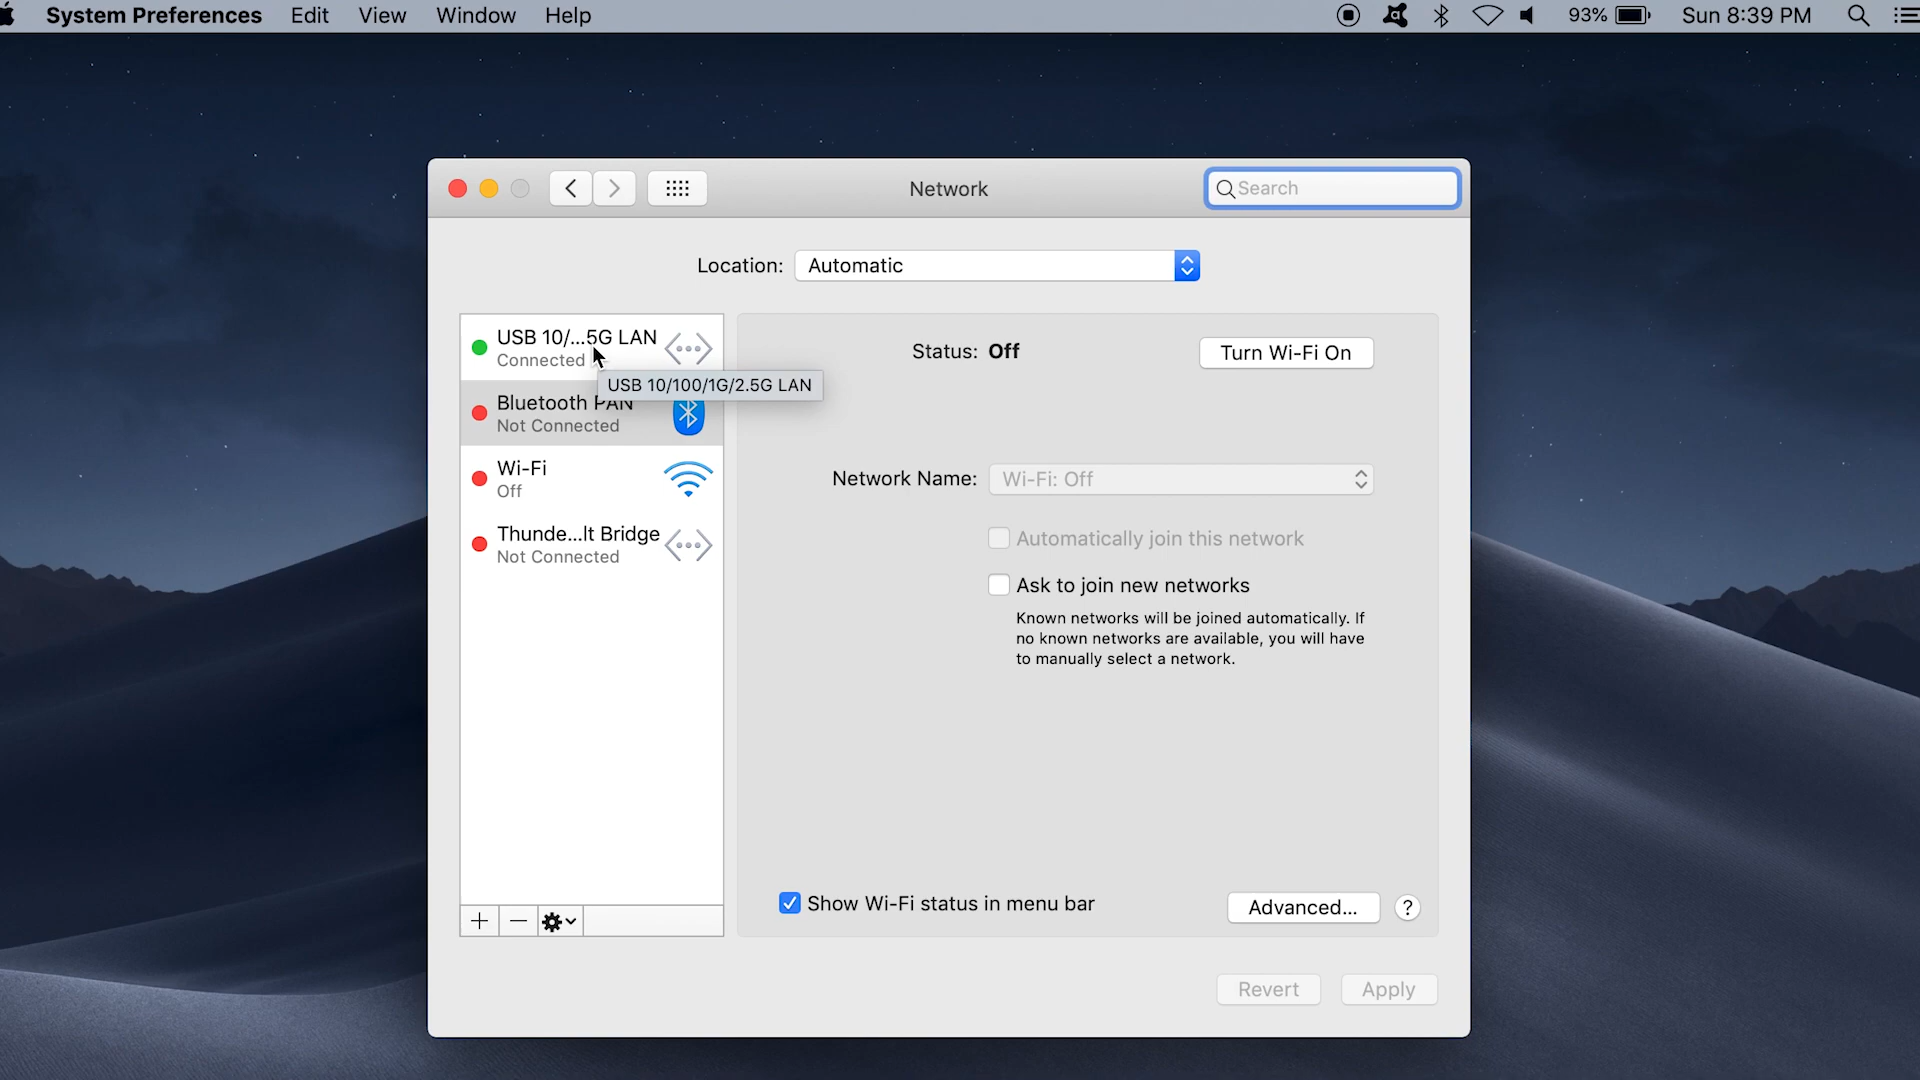 System Preferences Edit View Window Help 93% Sun 8:39 PM
Network
Search
Location: Automatic
USB 10/...5G LAN
Connected
USB 10/100/1G/2.5G LAN
Bluetooth PAN
Not Connected
Wi-Fi
Off
Thunde...lt Bridge
Not Connected
Status: Off
Turn Wi-Fi On
Network Name: Wi-Fi: Off
Automatically join this network
Ask to join new networks
Known networks will be joined automatically. If
no known networks are available, you will have
to manually select a network.
Show Wi-Fi status in menu bar
Advanced... ?
Revert Apply